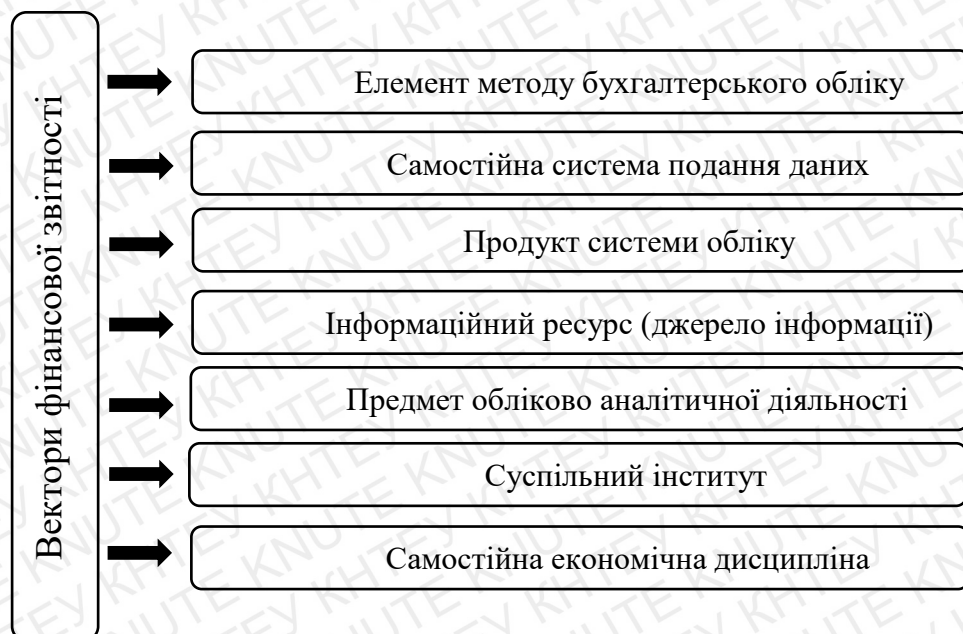 Вектори фінансової звітності
Елемент методу бухгалтерського обліку
Самостійна система подання даних
Продукт системи обліку
Інформаційний ресурс (джерело інформації)
Предмет обліково аналітичної діяльності
Суспільний інститут
Самостійна економічна дисципліна